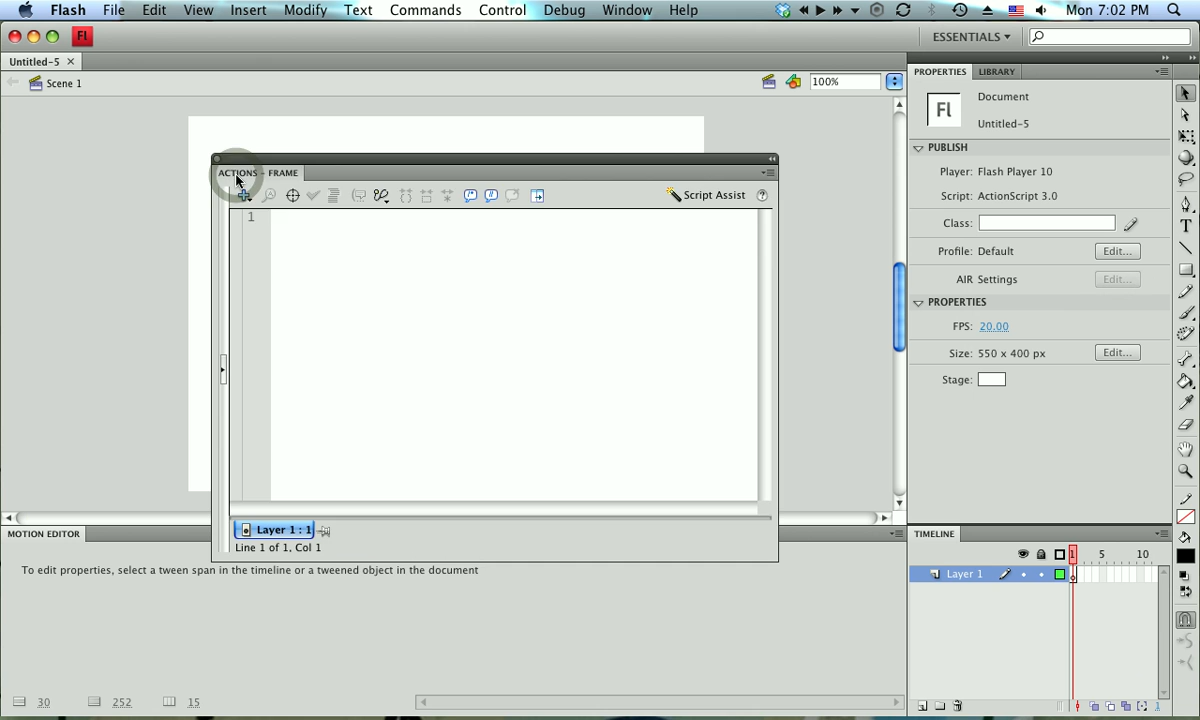 Flash File Edit View Insert Modify Text Commands Control Debug Window Help Mon 7:02 PM
Fl ESSENTIALS
Untitled-5
Scene 1 100%
ACTIONS - FRAME
Script Assist
1
Layer 1 : 1
Line 1 of 1, Col 1
PROPERTIES LIBRARY
Fl Document
Untitled-5
PUBLISH
Player: Flash Player 10
Script: ActionScript 3.0
Class:
Profile: Default Edit...
AIR Settings Edit...
PROPERTIES
FPS: 20.00
Size: 550 x 400 px Edit...
Stage:
MOTION EDITOR
To edit properties, select a tween span in the timeline or a tweened object in the document
30 252 15
TIMELINE
1 5 10
Layer 1
1